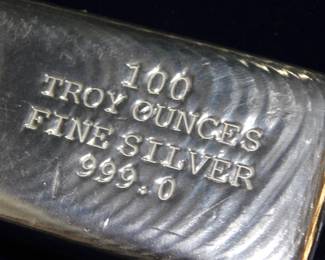 100
TROY OUNCES
FINE SILVER
999.0